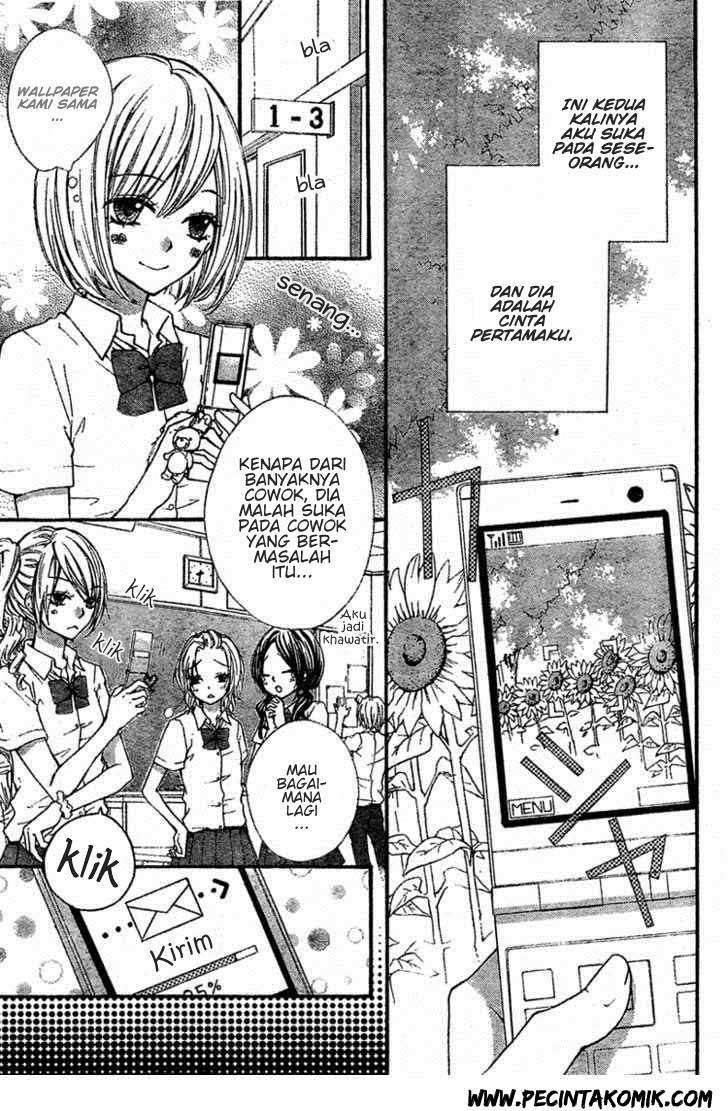 INI KEDUA
KALINYA
AKU SUKA
PADA SESE-
ORANG...
DAN DIA
ADALAH
CINTA
PERTAMAKU.
MENU
bla
1 - 3
bla
WALLPAPER
KAMI SAMA
...
senang...
KENAPA DARI
BANYAKNYA
COWOK, DIA
MALAH SUKA
PADA COWOK
YANG BER-
MASALAH
ITU...
Aku
jadi
khawatir.
klik
klik
MAU
BAGAI-
MANA
LAGI
...
klik
Kirim
WWW.PECINTAKOMIK.COM